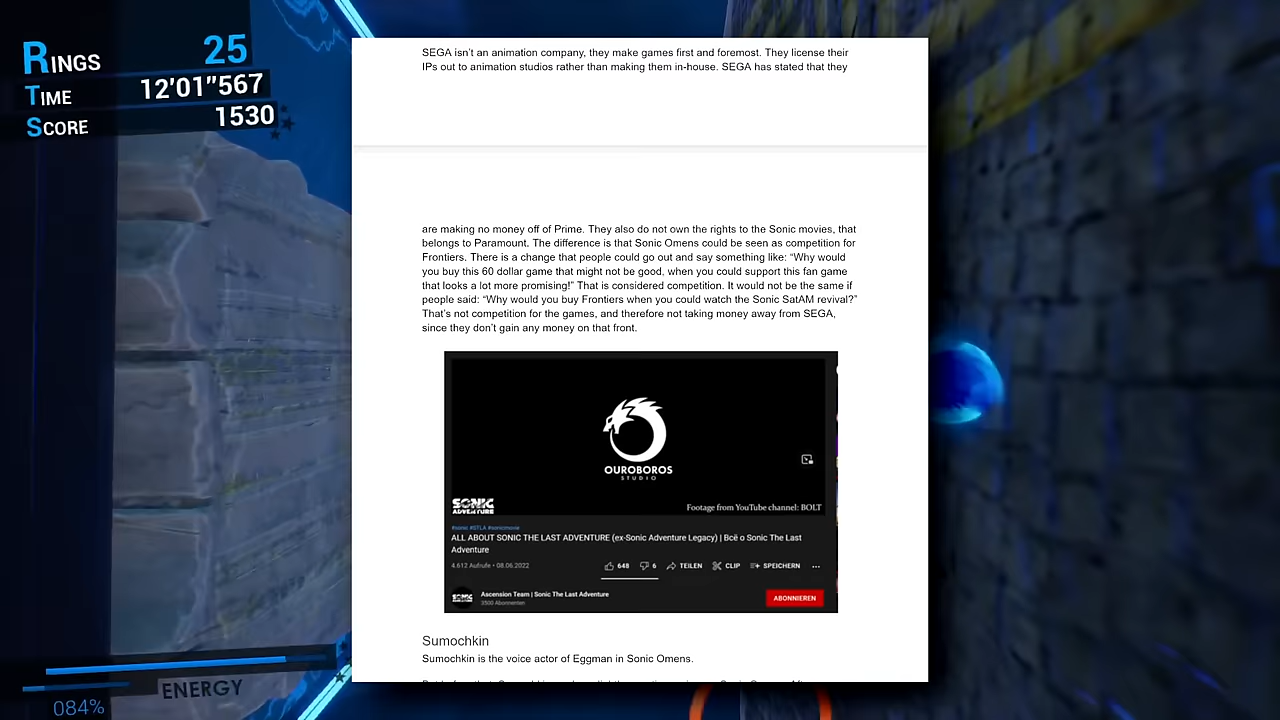 RINGS 25
TIME 12'01"567
SCORE 1530
SEGA isn't an animation company, they make games first and foremost. They license their
IPs out to animation studios rather than making them in-house. SEGA has stated that they
are making no money off of Prime. They also do not own the rights to the Sonic movies, that
belongs to Paramount. The difference is that Sonic Omens could be seen as competition for
Frontiers. There is a change that people could go out and say something like: “Why would
you buy this 60 dollar game that might not be good, when you could support this fan game
that looks a lot more promising!” That is considered competition. It would not be the same if
people said: “Why would you buy Frontiers when you could watch the Sonic SatAM revival?”
That's not competition for the games, and therefore not taking money away from SEGA,
since they don't gain any money on that front.
OUROBOROS
STUDIO
SONIC
ADVENTURE
Footage from YouTube channel: BOLT
#sonic #STLA #sonicmovie
ALL ABOUT SONIC THE LAST ADVENTURE (ex-Sonic Adventure Legacy) | Всё о Sonic The Last
Adventure
4.612 Aufrufe • 08.06.2022
648 6 TEILEN CLIP SPEICHERN ...
Ascension Team | Sonic The Last Adventure
3500 Abonnenten
ABONNIEREN
Sumochkin
Sumochkin is the voice actor of Eggman in Sonic Omens.
ENERGY
084%